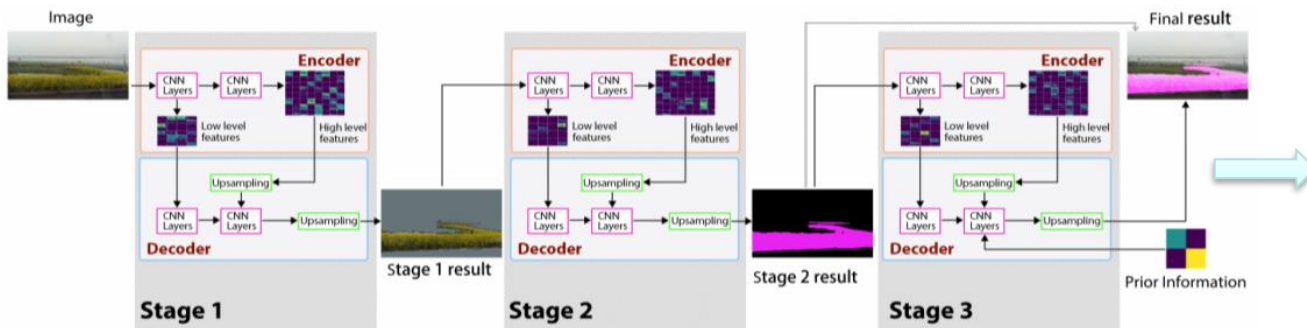 Image
Encoder
CNN
Layers
CNN
Layers
Low level
features
High level
features
Upsampling
CNN
Layers
CNN
Layers
Upsampling
Decoder
Stage 1
Stage 1 result
Encoder
CNN
Layers
CNN
Layers
Low level
features
High level
features
Upsampling
CNN
Layers
CNN
Layers
Upsampling
Decoder
Stage 2
Stage 2 result
Encoder
CNN
Layers
CNN
Layers
Low level
features
High level
features
Upsampling
CNN
Layers
CNN
Layers
Upsampling
Decoder
Stage 3
Final result
Prior Information